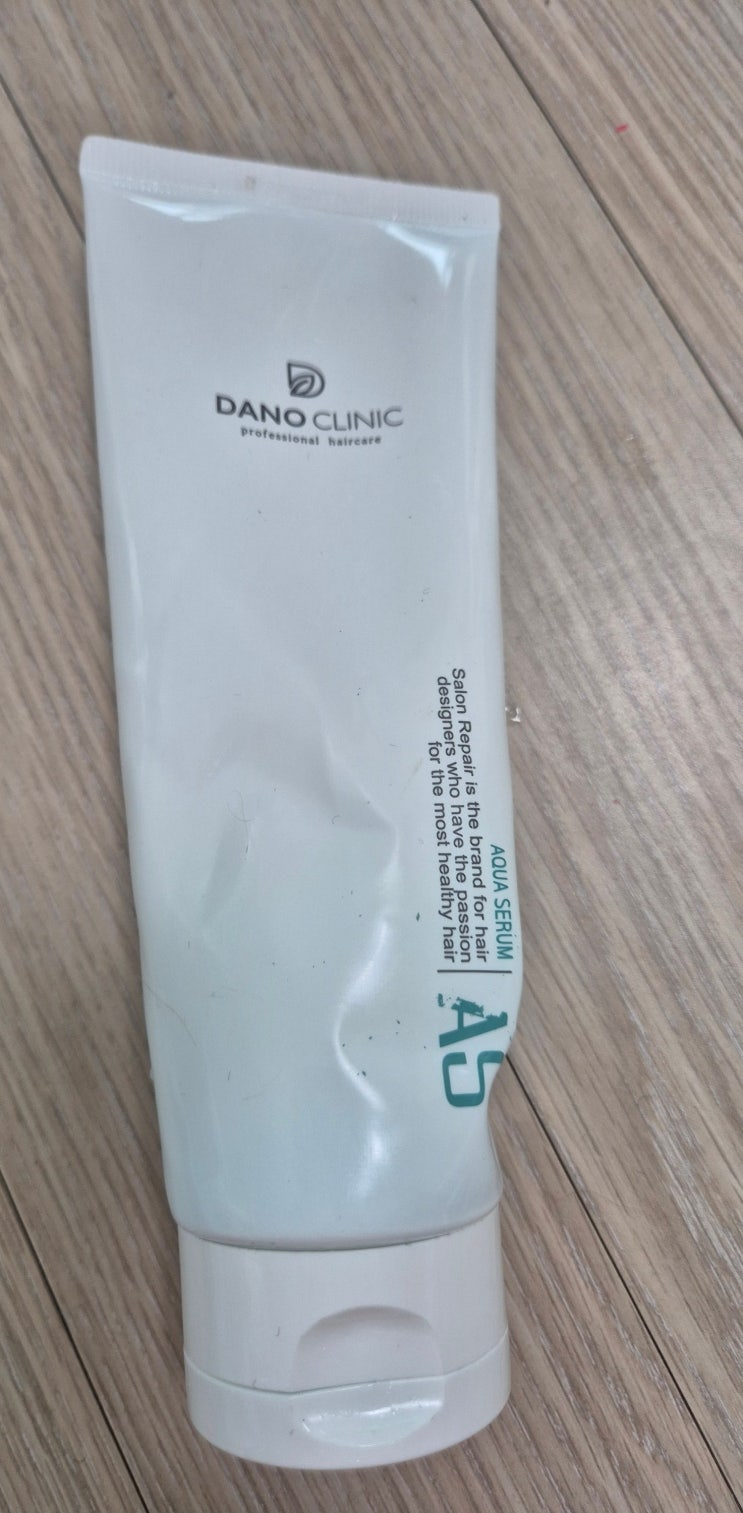 DANO CLINIC
professional haircare
AQUA SERUM
Salon Repair is the brand for hair
designers who have the passion
for the most healthy hair
A5